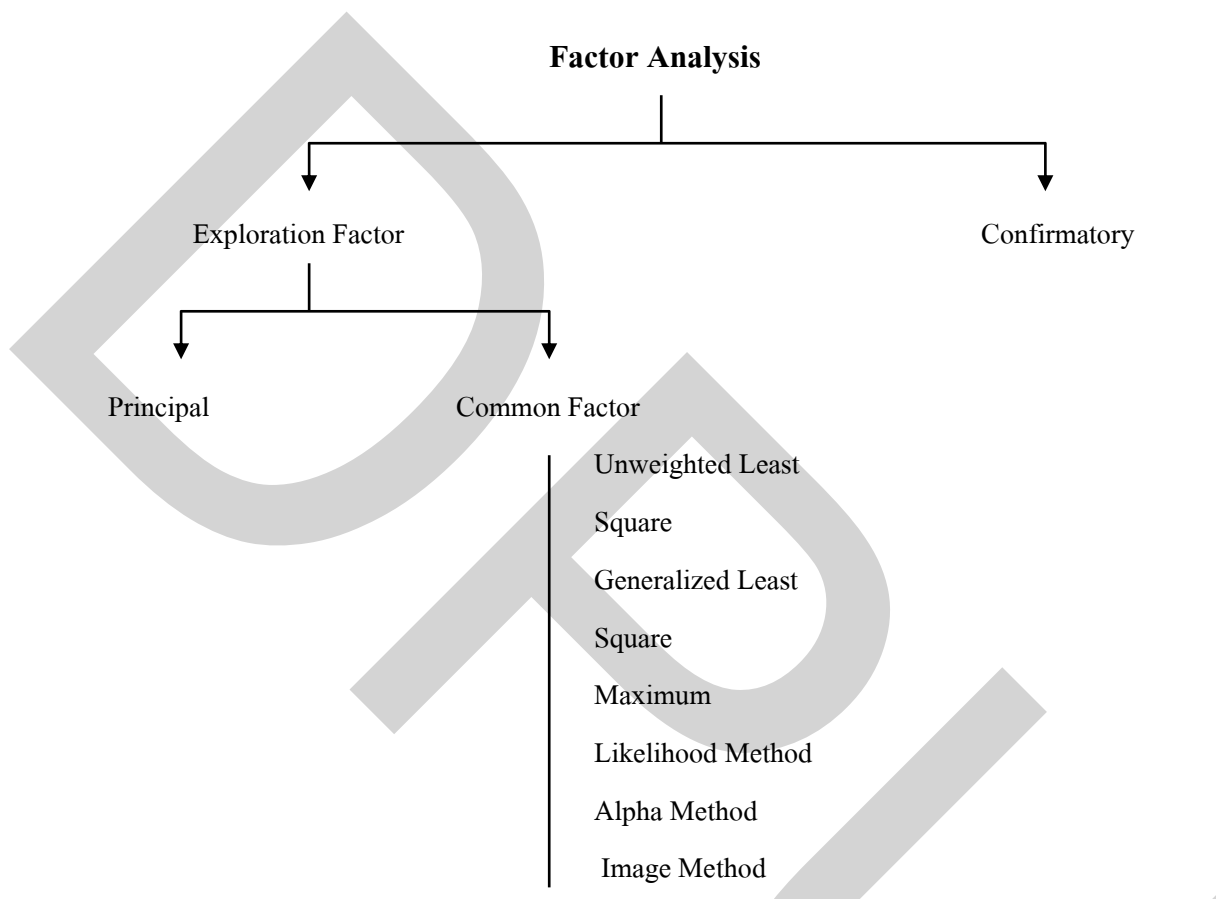 Factor Analysis
Exploration Factor
Confirmatory
Principal
Common Factor
Unweighted Least
Square
Generalized Least
Square
Maximum
Likelihood Method
Alpha Method
Image Method